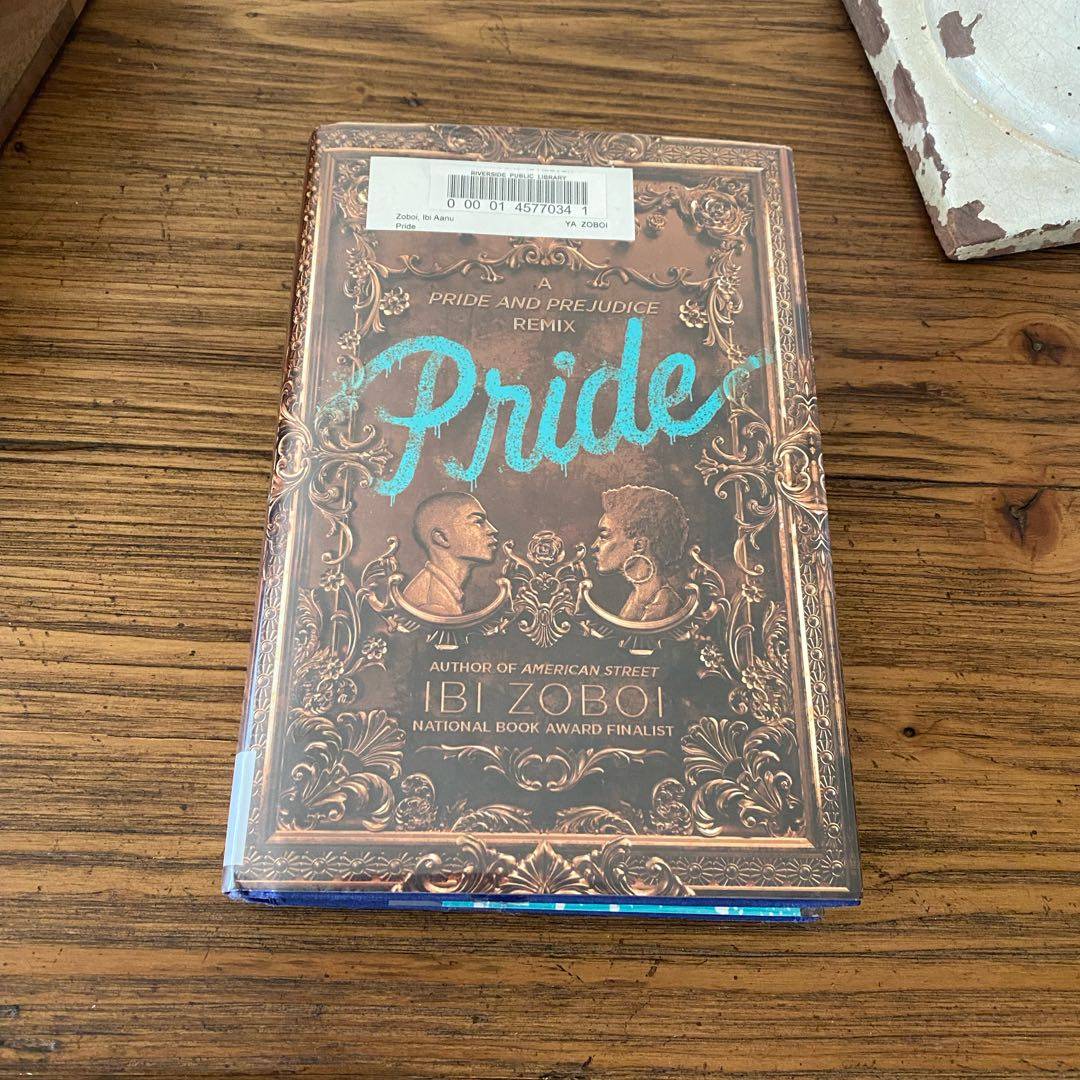 RIVERSIDE PUBLIC LIBRARY
0 00 01 4577034 1
Zoboi, Ibi Aanu
Pride YA ZOBOI
A
PRIDE AND PREJUDICE
REMIX
Pride
AUTHOR OF AMERICAN STREET
IBI ZOBOI
NATIONAL BOOK AWARD FINALIST